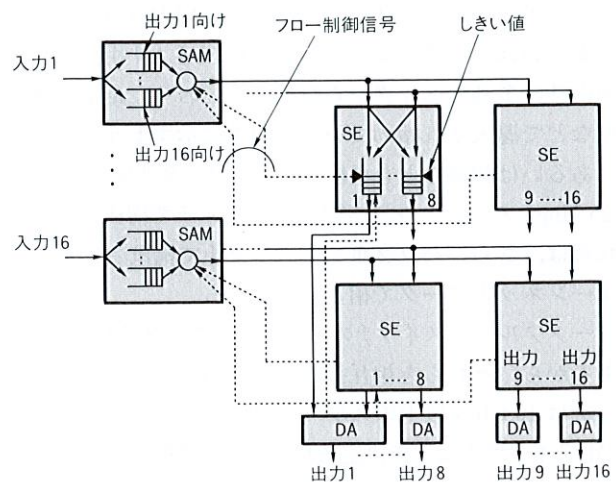 出力1向け
フロー制御信号
しきい値
SAM
入力1
出力16向け
SE
1
8
SE
9 ‥‥ 16
SAM
入力16
SE
1 ‥‥ 8
SE
出力 出力
9 ‥‥‥ 16
DA
DA
DA
DA
出力1
出力8
出力9
出力16